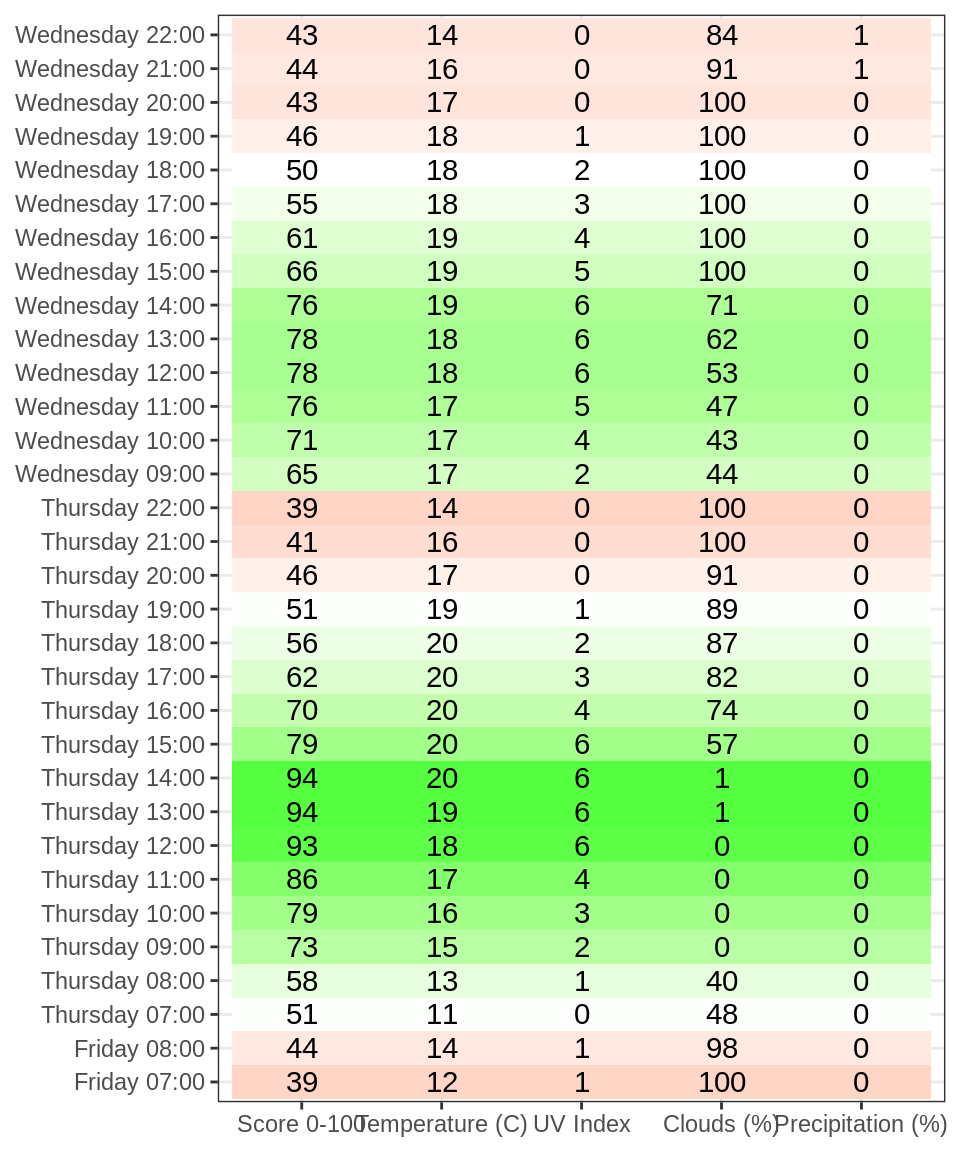 Wednesday 22:00 43 14 0 84 1
Wednesday 21:00 44 16 0 91 1
Wednesday 20:00 43 17 0 100 0
Wednesday 19:00 46 18 1 100 0
Wednesday 18:00 50 18 2 100 0
Wednesday 17:00 55 18 3 100 0
Wednesday 16:00 61 19 4 100 0
Wednesday 15:00 66 19 5 100 0
Wednesday 14:00 76 19 6 71 0
Wednesday 13:00 78 18 6 62 0
Wednesday 12:00 78 18 6 53 0
Wednesday 11:00 76 17 5 47 0
Wednesday 10:00 71 17 4 43 0
Wednesday 09:00 65 17 2 44 0
Thursday 22:00 39 14 0 100 0
Thursday 21:00 41 16 0 100 0
Thursday 20:00 46 17 0 91 0
Thursday 19:00 51 19 1 89 0
Thursday 18:00 56 20 2 87 0
Thursday 17:00 62 20 3 82 0
Thursday 16:00 70 20 4 74 0
Thursday 15:00 79 20 6 57 0
Thursday 14:00 94 20 6 1 0
Thursday 13:00 94 19 6 1 0
Thursday 12:00 93 18 6 0 0
Thursday 11:00 86 17 4 0 0
Thursday 10:00 79 16 3 0 0
Thursday 09:00 73 15 2 0 0
Thursday 08:00 58 13 1 40 0
Thursday 07:00 51 11 0 48 0
Friday 08:00 44 14 1 98 0
Friday 07:00 39 12 1 100 0
Score 0-100 Temperature (C) UV Index Clouds (%) Precipitation (%)